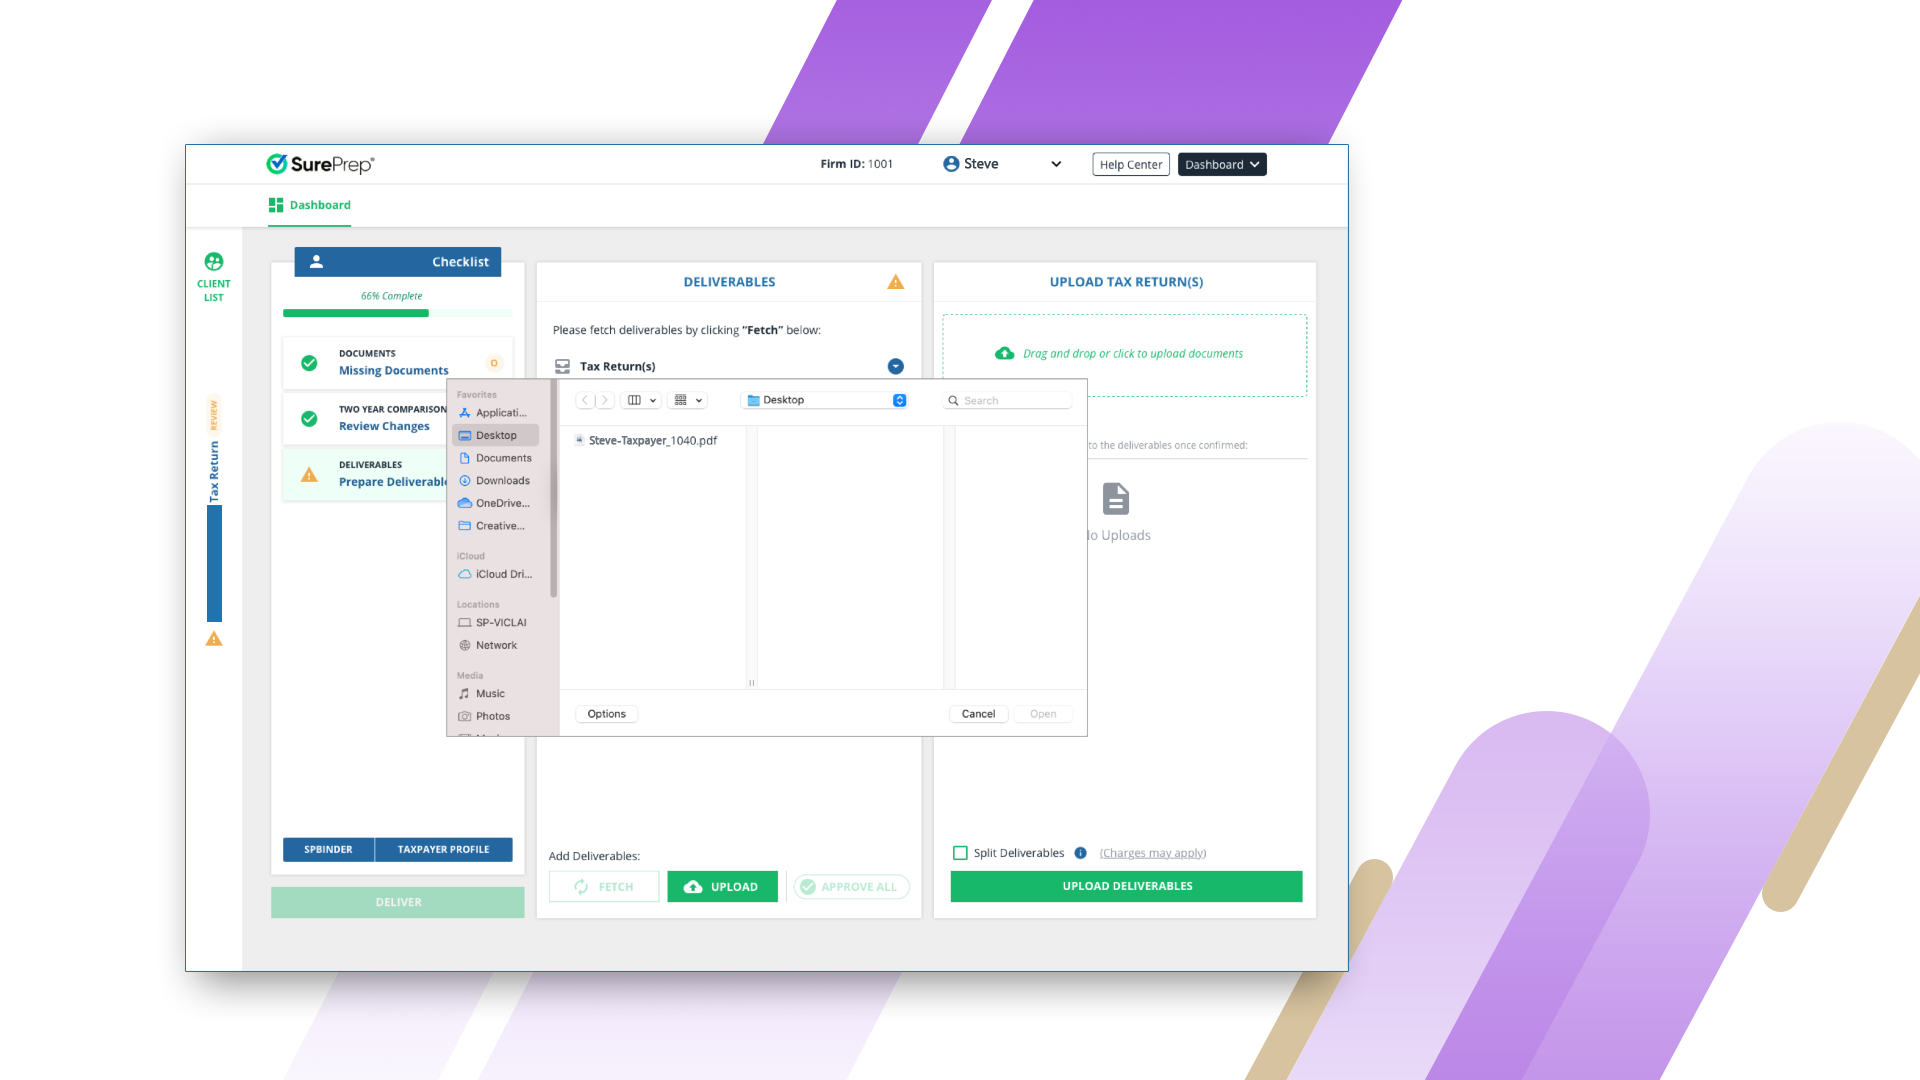 SurePrep
Firm ID: 1001
Steve
Help Center
Dashboard
Dashboard
CLIENT
LIST
REVIEW
Tax Return
Checklist
66% Complete
DOCUMENTS
Missing Documents
0
TWO YEAR COMPARISON
Review Changes
DELIVERABLES
Prepare Deliverabl
SPBINDER
TAXPAYER PROFILE
DELIVER
DELIVERABLES
Please fetch deliverables by clicking "Fetch" below:
Tax Return(s)
Favorites
Applicati...
Desktop
Documents
Downloads
OneDrive...
Creative...
iCloud
iCloud Dri...
Locations
SP-VICLAI
Network
Media
Music
Photos
Desktop
Search
Steve-Taxpayer_1040.pdf
Options
Cancel
Open
Add Deliverables:
FETCH
UPLOAD
APPROVE ALL
UPLOAD TAX RETURN(S)
Drag and drop or click to upload documents
to the deliverables once confirmed:
o Uploads
Split Deliverables
(Charges may apply)
UPLOAD DELIVERABLES